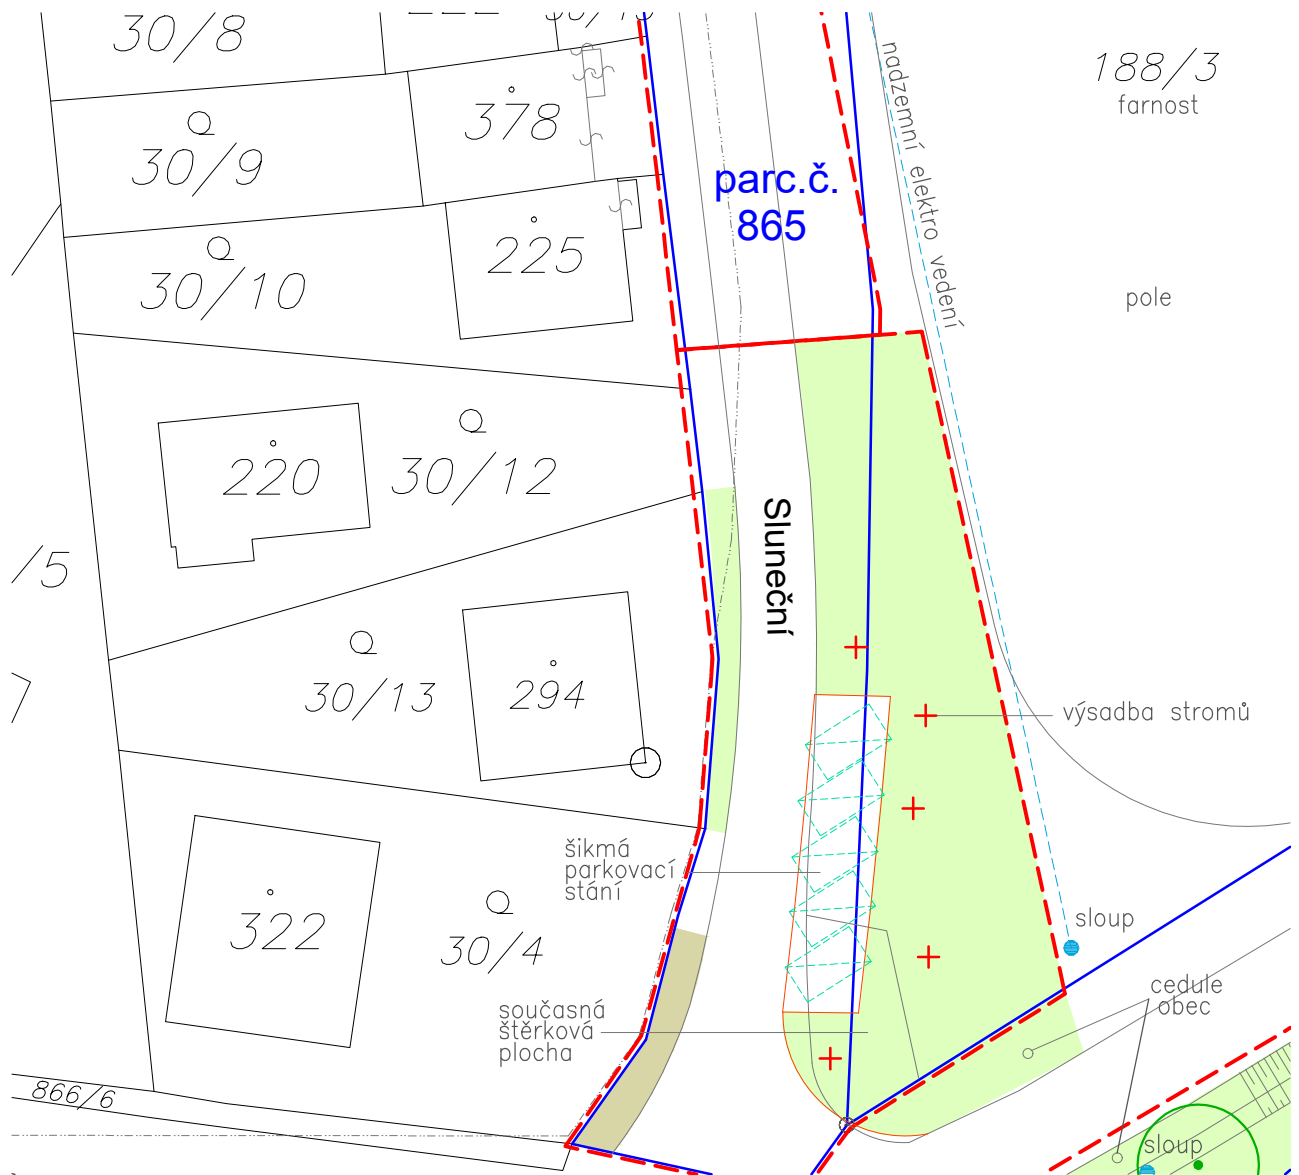 30/8
188/3
farnost
378
30/9
nadzemní elektro vedení
parc.č.
865
225
30/10
pole
220
30/12
/5
Sluneční
30/13
294
výsadba stromů
šikmá
parkovací
stání
322
30/4
sloup
cedule
obec
současná
štěrková
plocha
866/6
sloup